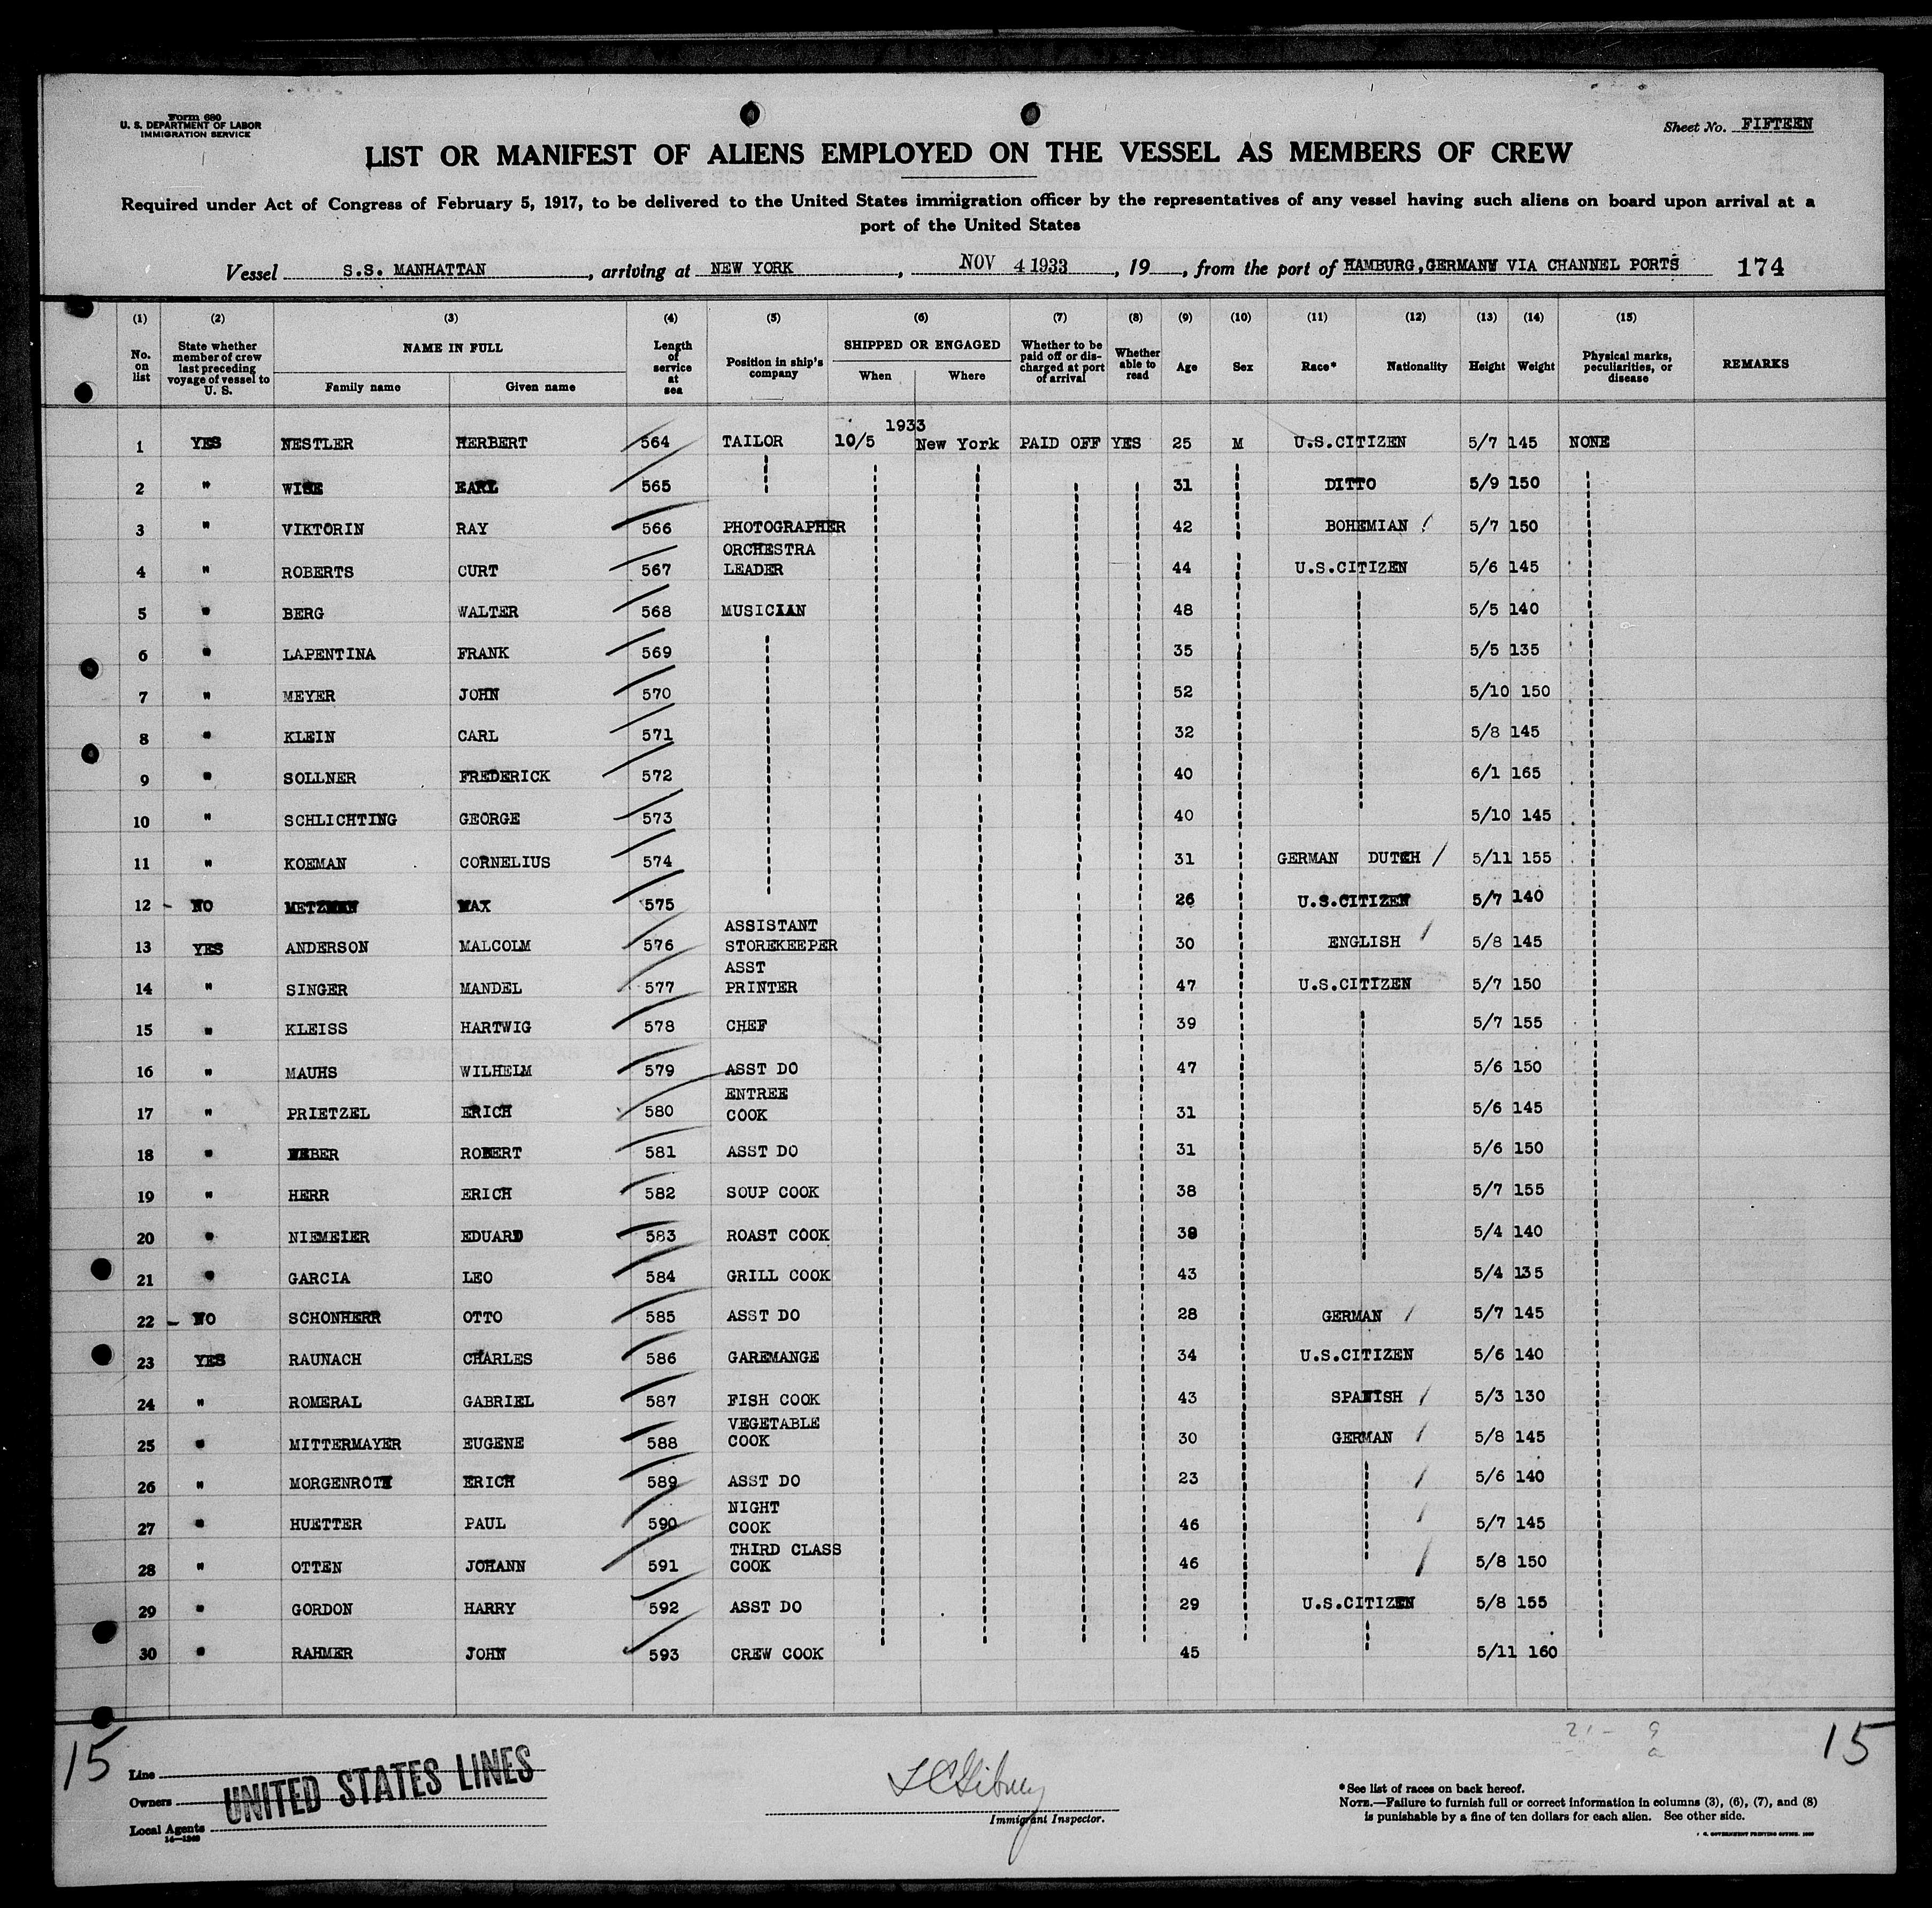 Form 680
U. S. DEPARTMENT OF LABOR
IMMIGRATION SERVICE
Sheet No. FIFTEEN
LIST OR MANIFEST OF ALIENS EMPLOYED ON THE VESSEL AS MEMBERS OF CREW
Required under Act of Congress of February 5, 1917, to be delivered to the United States immigration officer by the representatives of any vessel having such aliens on board upon arrival at a
port of the United States
Vessel S.S. MANHATTAN, arriving at NEW YORK, NOV 4 1933, 19, from the port of HAMBURG, GERMANY VIA CHANNEL PORTS 174
(1) (2) (3) (4) (5) (6) (7) (8) (9) (10) (11) (12) (13) (14) (15)
No. on list State whether member of crew last preceding voyage of vessel to U. S. NAME IN FULL Family name Given name Length of service at sea Position in ship's company SHIPPED OR ENGAGED When Where Whether to be paid off or discharged at port of arrival Whether able to read Age Sex Race* Nationality Height Weight Physical marks, peculiarities, or disease REMARKS
1933
1 YES NESTLER HERBERT 564 TAILOR 10/5 New York PAID OFF YES 25 M U.S.CITIZEN 5/7 145 NONE
2 " WISE EARL 565 31 DITTO 5/9 150
3 " VIKTORIN RAY 566 PHOTOGRAPHER 42 BOHEMIAN / 5/7 150
4 " ROBERTS CURT 567 ORCHESTRA LEADER 44 U.S.CITIZEN 5/6 145
5 " BERG WALTER 568 MUSICIAN 48 5/5 140
6 " LAPENTINA FRANK 569 35 5/5 135
7 " MEYER JOHN 570 52 5/10 150
8 " KLEIN CARL 571 32 5/8 145
9 " SOLLNER FREDERICK 572 40 6/1 165
10 " SCHLICHTING GEORGE 573 40 5/10 145
11 " KOEMAN CORNELIUS 574 31 GERMAN DUTCH / 5/11 155
12 - NO MAX 575 26 U.S.CITIZEN 5/7 140
13 YES ANDERSON MALCOLM 576 ASSISTANT STOREKEEPER 30 ENGLISH / 5/8 145
14 " SINGER MANDEL 577 ASST PRINTER 47 U.S.CITIZEN 5/7 150
15 " KLEISS HARTWIG 578 CHEF 39 5/7 155
16 " MAUHS WILHELM 579 ASST DO 47 5/6 150
17 " PRIETZEL ERICH 580 ENTREE COOK 31 5/6 145
18 " WEBER ROBERT 581 ASST DO 31 5/6 150
19 " HERR ERICH 582 SOUP COOK 38 5/7 155
20 " NIEMEIER EDUARD 583 ROAST COOK 38 5/4 140
21 " GARCIA LEO 584 GRILL COOK 43 5/4 135
22 - NO SCHONHERR OTTO 585 ASST DO 28 GERMAN / 5/7 145
23 YES RAUNACH CHARLES 586 GAREMANGE 34 U.S.CITIZEN 5/6 140
24 " ROMERAL GABRIEL 587 FISH COOK 43 SPANISH / 5/3 130
25 " MITTERMAYER EUGENE 588 VEGETABLE COOK 30 GERMAN / 5/8 145
26 " MORGENROTH ERICH 589 ASST DO 23 / 5/6 140
27 " HUETTER PAUL 590 NIGHT COOK 46 / 5/7 145
28 " OTTEN JOHANN 591 THIRD CLASS COOK 46 / 5/8 150
29 " GORDON HARRY 592 ASST DO 29 U.S.CITIZEN 5/8 155
30 " RAHMER JOHN 593 CREW COOK 45 5/11 160
15
15
Line
Owners
Local Agents
UNITED STATES LINES
Immigrant Inspector.
*See list of races on back hereof.
NOTE.—Failure to furnish full or correct information in columns (3), (6), (7), and (8)
is punishable by a fine of ten dollars for each alien. See other side.